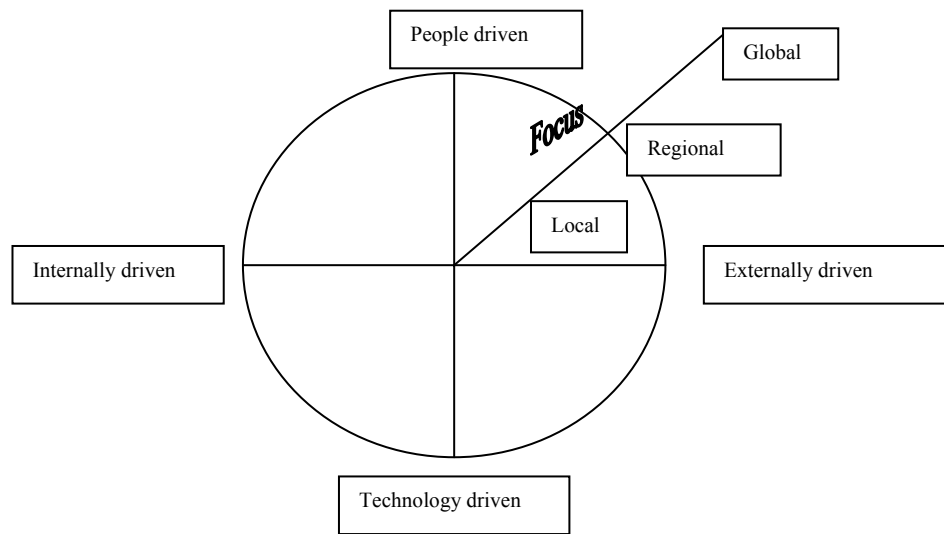 People driven
Global
Focus
Regional
Local
Internally driven
Externally driven
Technology driven